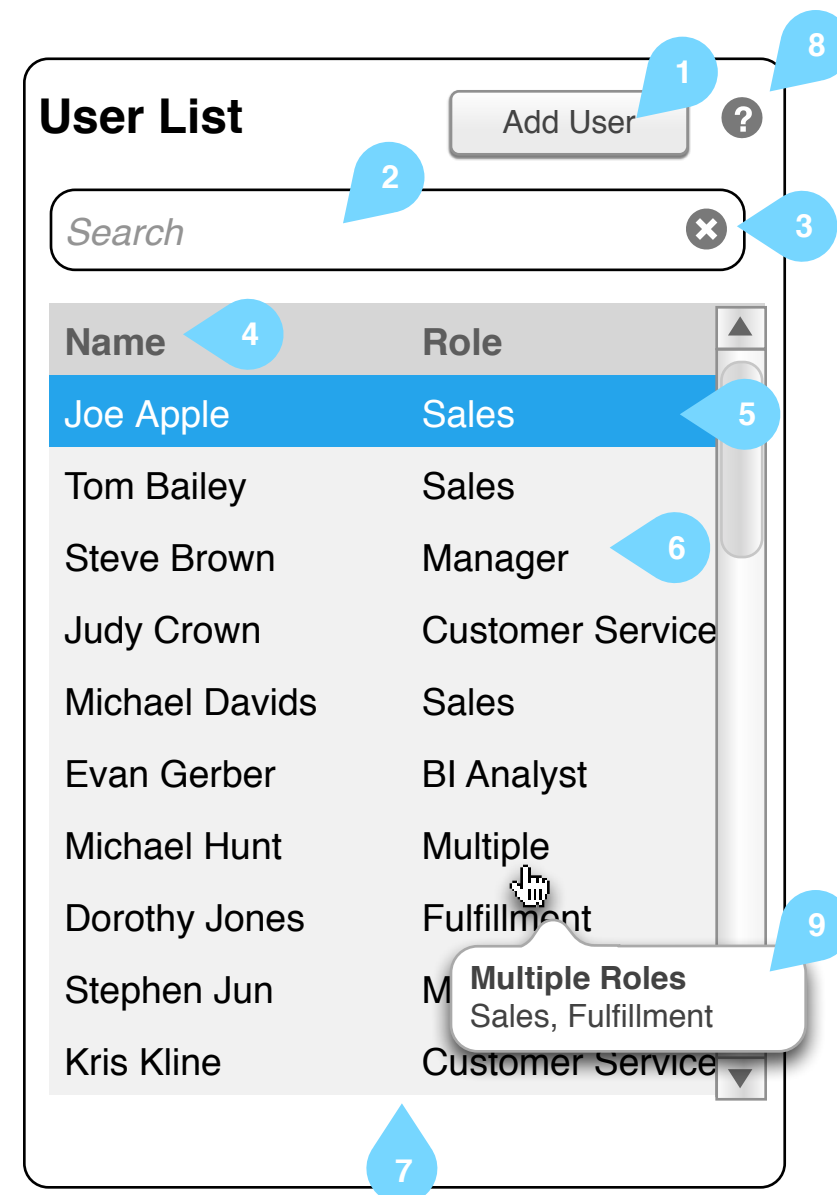 8
1
User List
Add User
?
2
Search
3
Name
4
Role
Joe Apple
Sales
5
Tom Bailey
Sales
Steve Brown
Manager
6
Judy Crown
Customer Service
Michael Davids
Sales
Evan Gerber
BI Analyst
Michael Hunt
Multiple
Dorothy Jones
Fulfillment
9
Multiple Roles
Sales, Fulfillment
Stephen Jun
M
Kris Kline
Customer Service
7